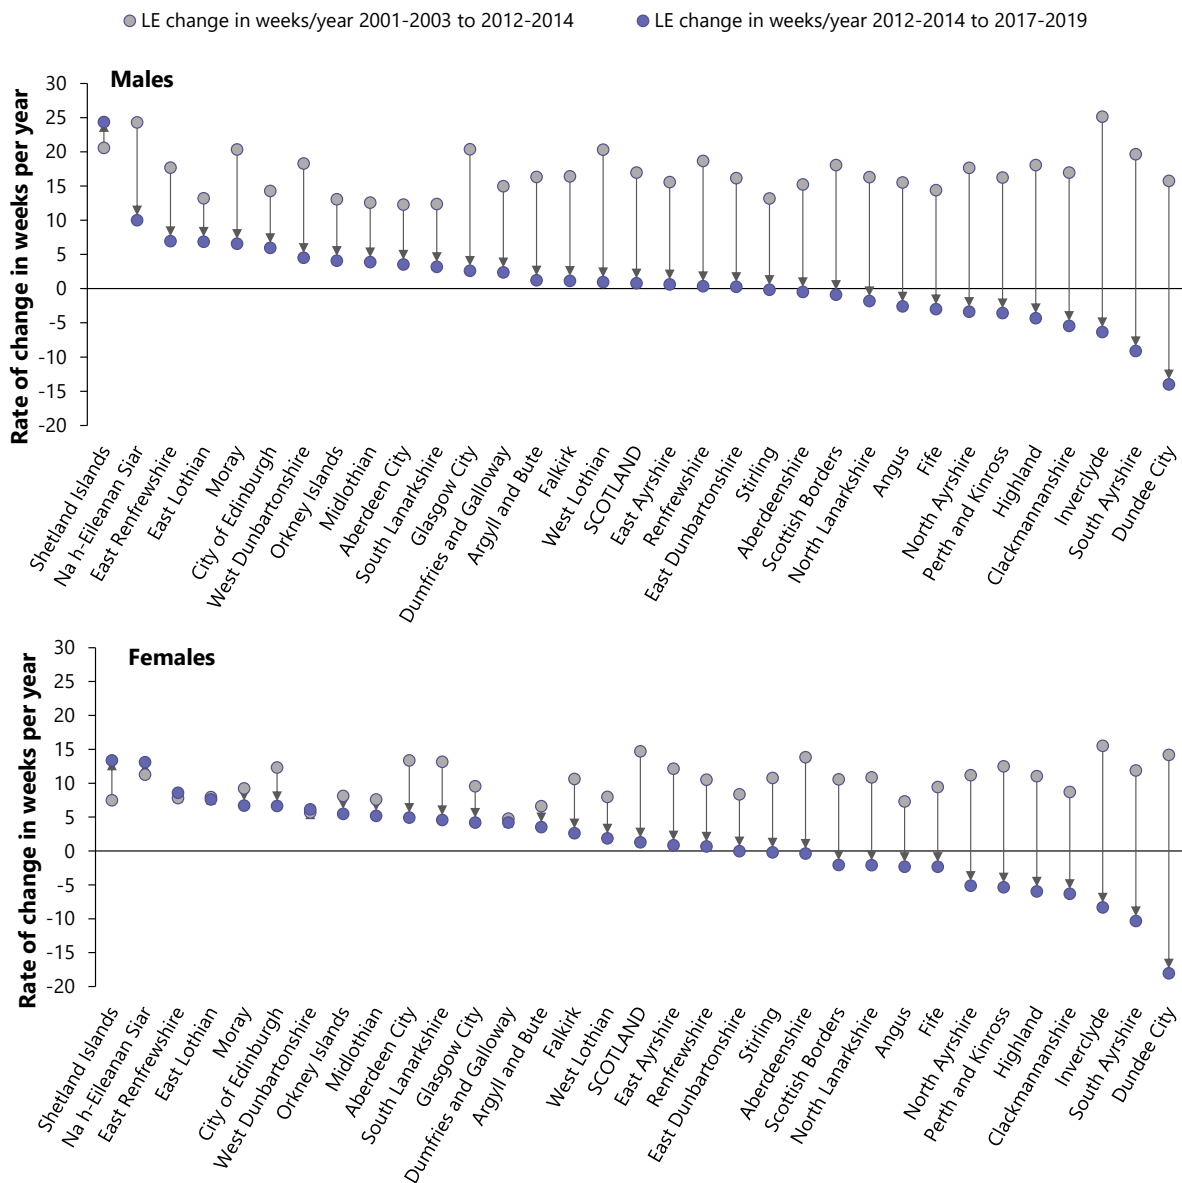 LE change in weeks/year 2001-2003 to 2012-2014 LE change in weeks/year 2012-2014 to 2017-2019
Males
Rate of change in weeks per year
30
25
20
15
10
5
0
-5
-10
-15
-20
Shetland Islands
Na h-Eileanan Siar
East Renfrewshire
East Lothian
Moray
City of Edinburgh
West Dunbartonshire
Orkney Islands
Midlothian
Aberdeen City
South Lanarkshire
Glasgow City
Dumfries and Galloway
Argyll and Bute
Falkirk
West Lothian
SCOTLAND
East Ayrshire
Renfrewshire
East Dunbartonshire
Stirling
Aberdeenshire
Scottish Borders
North Lanarkshire
Angus
Fife
North Ayrshire
Perth and Kinross
Highland
Clackmannanshire
Inverclyde
South Ayrshire
Dundee City
Females
Rate of change in weeks per year
30
25
20
15
10
5
0
-5
-10
-15
-20
Shetland Islands
Na h-Eileanan Siar
East Renfrewshire
East Lothian
Moray
City of Edinburgh
West Dunbartonshire
Orkney Islands
Midlothian
Aberdeen City
South Lanarkshire
Glasgow City
Dumfries and Galloway
Argyll and Bute
Falkirk
West Lothian
SCOTLAND
East Ayrshire
Renfrewshire
East Dunbartonshire
Stirling
Aberdeenshire
Scottish Borders
North Lanarkshire
Angus
Fife
North Ayrshire
Perth and Kinross
Highland
Clackmannanshire
Inverclyde
South Ayrshire
Dundee City